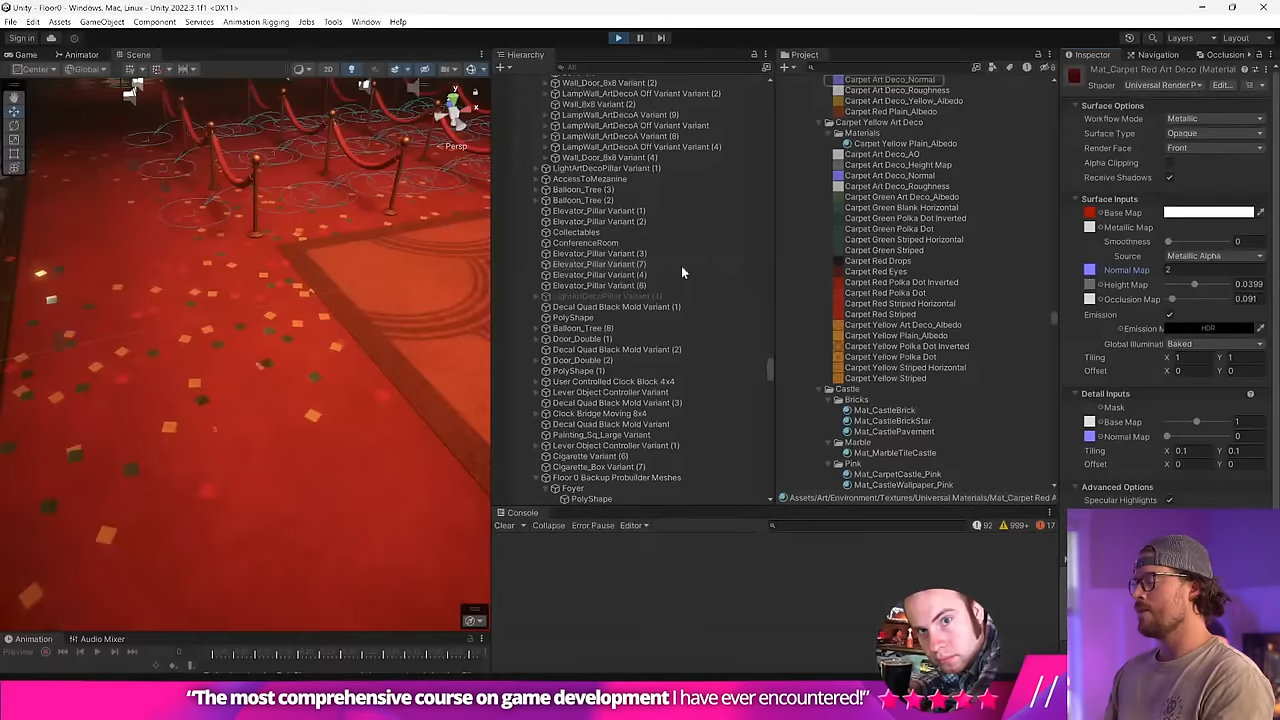 Unity - Floor0 - Windows, Mac, Linux - Unity 2022.3.1f1 <DX11>
File Edit Assets GameObject Component Services Animation Rigging Jobs Tools Window Help
Sign in
Layers Layout
Game Animator Scene
Center Global 2D
y
x
< Persp
Hierarchy
All
Wall_Door_8x8 Variant (2)
LampWall_ArtDecoA Off Variant Variant (2)
Wall_8x8 Variant (2)
LampWall_ArtDecoA Variant (9)
LampWall_ArtDecoA Off Variant Variant
LampWall_ArtDecoA Variant (8)
LampWall_ArtDecoA Off Variant Variant (4)
Wall_Door_8x8 Variant (4)
LightArtDecoPillar Variant (1)
AccessToMezanine
Balloon_Tree (3)
Balloon_Tree (2)
Elevator_Pillar Variant (1)
Elevator_Pillar Variant (2)
Collectables
ConferenceRoom
Elevator_Pillar Variant (3)
Elevator_Pillar Variant (7)
Elevator_Pillar Variant (4)
Elevator_Pillar Variant (6)
LightArtDecoPillar Variant (3)
Decal Quad Black Mold Variant (1)
PolyShape
Balloon_Tree (8)
Door_Double (1)
Decal Quad Black Mold Variant (2)
Door_Double (2)
PolyShape (1)
User Controlled Clock Block 4x4
Lever Object Controller Variant
Decal Quad Black Mold Variant (3)
Clock Bridge Moving 8x4
Decal Quad Black Mold Variant
Painting_Sq_Large Variant
Lever Object Controller Variant (1)
Cigarette Variant (6)
Cigarette_Box Variant (7)
Floor 0 Backup Probuilder Meshes
Foyer
PolyShape
Project
8
Carpet Art Deco_Normal
Carpet Art Deco_Roughness
Carpet Art Deco_Yellow_Albedo
Carpet Red Plain_Albedo
Carpet Yellow Art Deco
Materials
Carpet Yellow Plain_Albedo
Carpet Art Deco_AO
Carpet Art Deco_Height Map
Carpet Art Deco_Normal
Carpet Art Deco_Roughness
Carpet Green Art Deco_Albedo
Carpet Green Blank Horizontal
Carpet Green Polka Dot Inverted
Carpet Green Polka Dot
Carpet Green Striped Horizontal
Carpet Green Striped
Carpet Red Drops
Carpet Red Eyes
Carpet Red Polka Dot Inverted
Carpet Red Polka Dot
Carpet Red Striped Horizontal
Carpet Red Striped
Carpet Yellow Art Deco_Albedo
Carpet Yellow Plain_Albedo
Carpet Yellow Polka Dot Inverted
Carpet Yellow Polka Dot
Carpet Yellow Striped Horizontal
Carpet Yellow Striped
Castle
Bricks
Mat_CastleBrick
Mat_CastleBrickStar
Mat_CastlePavement
Marble
Mat_MarbleTileCastle
Pink
Mat_CarpetCastle_Pink
Mat_CastleWallpaper_Pink
Assets/Art/Environment/Textures/Universal Materials/Mat_Carpet Red A
Inspector Navigation Occlusion
Mat_Carpet Red Art Deco (Material
Shader Universal Render P Edit...
Surface Options
Workflow Mode Metallic
Surface Type Opaque
Render Face Front
Alpha Clipping
Receive Shadows
Surface Inputs
Base Map
Metallic Map
Smoothness 0
Source Metallic Alpha
Normal Map 2
Height Map 0.0399
Occlusion Map 0.091
Emission
Emission M HDR
Global Illuminat Baked
Tiling X 1 Y 1
Offset X 0 Y 0
Detail Inputs
Mask
Base Map 1
Normal Map 0
Tiling X 0.1 Y 0.1
Offset X 0 Y 0
Advanced Options
Specular Highlights
Console
Clear Collapse Error Pause Editor 92 999+ 17
Animation Audio Mixer
Preview 0
“The most comprehensive course on game development I have ever encountered!”
//